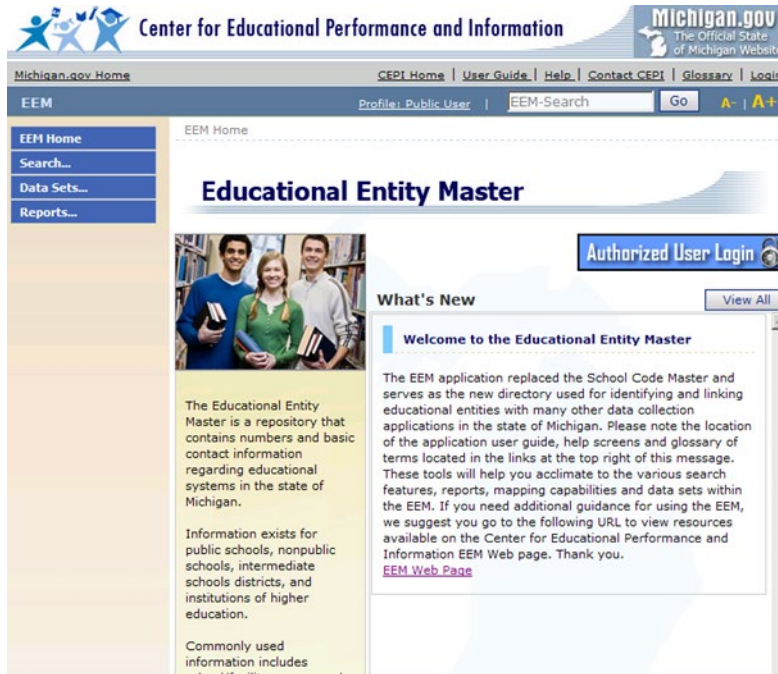 Center for Educational Performance and Information
Michigan.gov
The Official State
of Michigan Website
Michigan.gov Home
CEPI Home | User Guide | Help | Contact CEPI | Glossary | Login
EEM
Profile: Public User | EEM-Search Go A- | A+
EEM Home
Search...
Data Sets...
Reports...
EEM Home
Educational Entity Master
Authorized User Login
The Educational Entity
Master is a repository that
contains numbers and basic
contact information
regarding educational
systems in the state of
Michigan.
Information exists for
public schools, nonpublic
schools, intermediate
schools districts, and
institutions of higher
education.
Commonly used
information includes
What's New
View All
Welcome to the Educational Entity Master
The EEM application replaced the School Code Master and
serves as the new directory used for identifying and linking
educational entities with many other data collection
applications in the state of Michigan. Please note the location
of the application user guide, help screens and glossary of
terms located in the links at the top right of this message.
These tools will help you acclimate to the various search
features, reports, mapping capabilities and data sets within
the EEM. If you need additional guidance for using the EEM,
we suggest you go to the following URL to view resources
available on the Center for Educational Performance and
Information EEM Web page. Thank you.
EEM Web Page